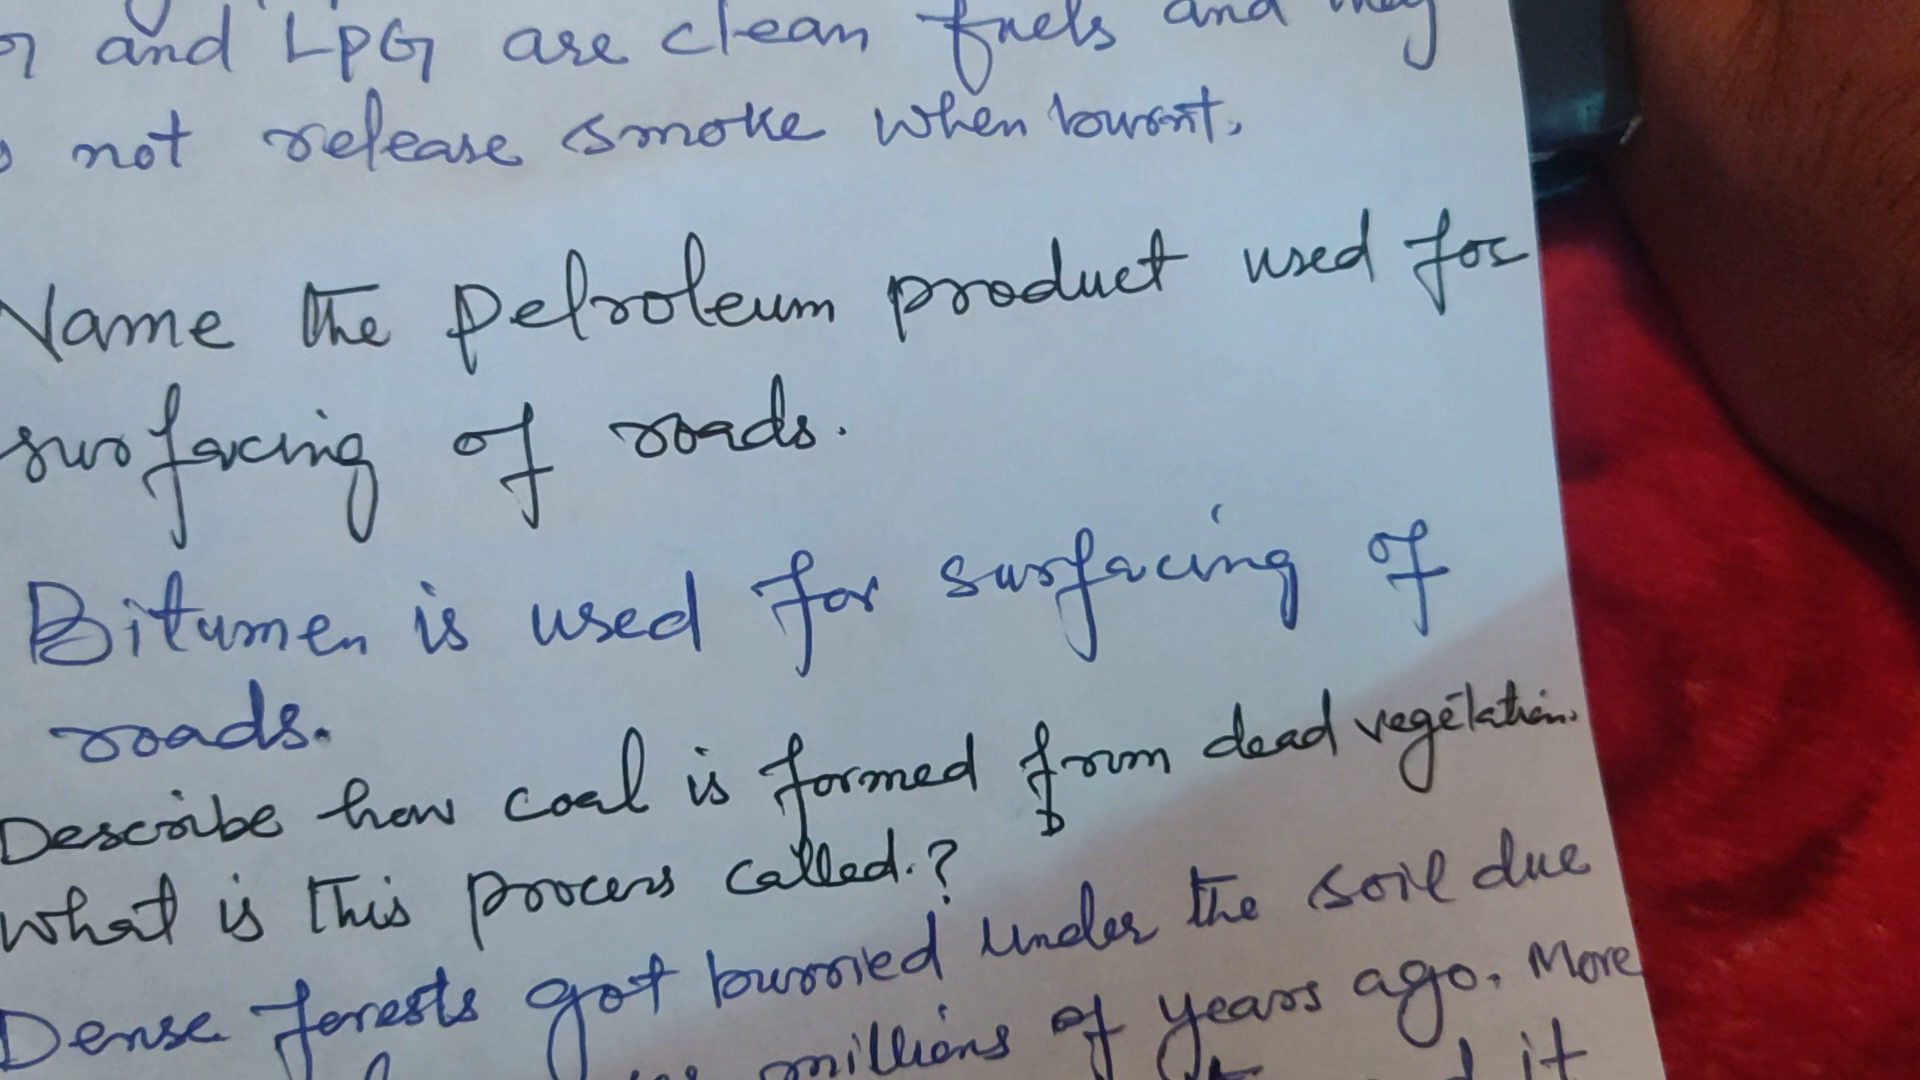 and LPG are clean fuels and they
not release smoke when burnt.
Name the petroleum product used for
surfacing of roads.
Bitumen is used for surfacing of
roads.
Describe how coal is formed from dead vegetation.
What is this process called.?
Dense forests got burried under the soil due
millions of years ago. More
it